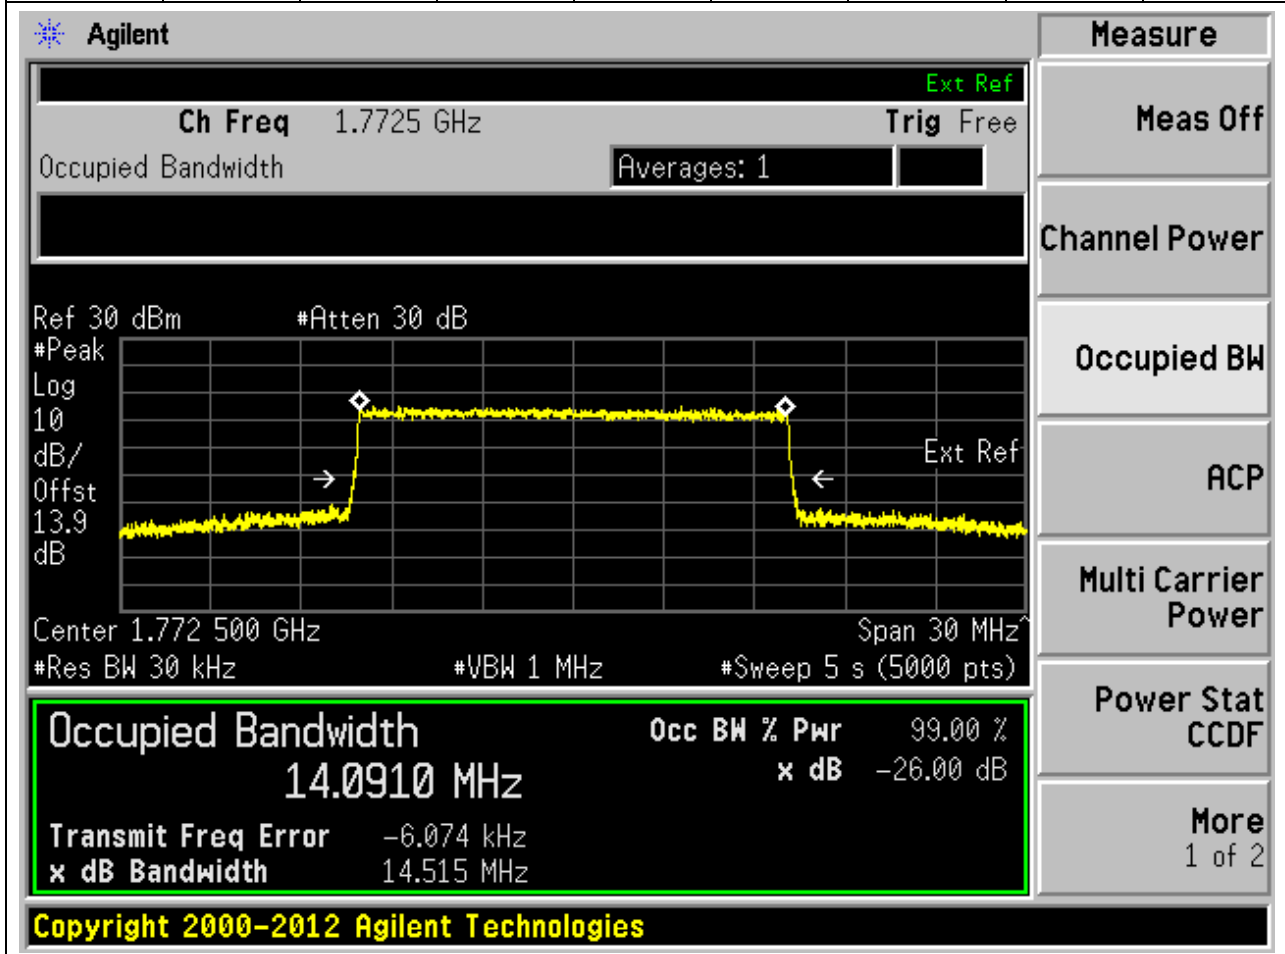 Agilent
Measure
Ext Ref
Ch Freq 1.7725 GHz
Trig Free
Meas Off
Occupied Bandwidth
Averages: 1
Channel Power
Ref 30 dBm
#Atten 30 dB
#Peak
Log
10
dB/
Offst
13.9
dB
Ext Ref
Occupied BW
ACP
Center 1.772 500 GHz
Span 30 MHz^
#Res BW 30 kHz
#VBW 1 MHz
#Sweep 5 s (5000 pts)
Multi Carrier
Power
Occupied Bandwidth
14.0910 MHz
Occ BW % Pwr 99.00 %
x dB -26.00 dB
Transmit Freq Error -6.074 kHz
x dB Bandwidth 14.515 MHz
Power Stat
CCDF
More
1 of 2
Copyright 2000-2012 Agilent Technologies